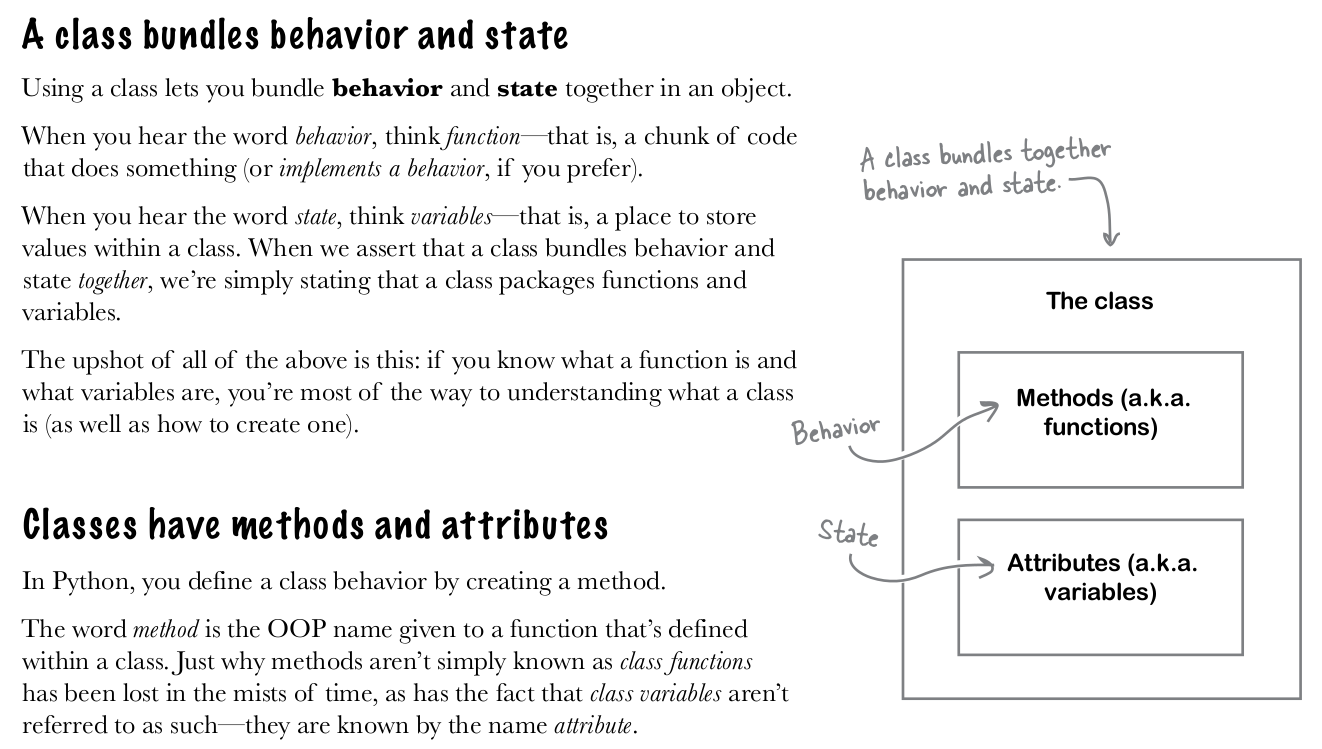 A class bundles behavior and state
Using a class lets you bundle behavior and state together in an object.
When you hear the word behavior, think function—that is, a chunk of code
that does something (or implements a behavior, if you prefer).
When you hear the word state, think variables—that is, a place to store
values within a class. When we assert that a class bundles behavior and
state together, we’re simply stating that a class packages functions and
variables.
The upshot of all of the above is this: if you know what a function is and
what variables are, you’re most of the way to understanding what a class
is (as well as how to create one).
Classes have methods and attributes
In Python, you define a class behavior by creating a method.
The word method is the OOP name given to a function that’s defined
within a class. Just why methods aren’t simply known as class functions
has been lost in the mists of time, as has the fact that class variables aren’t
referred to as such—they are known by the name attribute.
A class bundles together
behavior and state.
The class
Methods (a.k.a.
functions)
Behavior
State
Attributes (a.k.a.
variables)